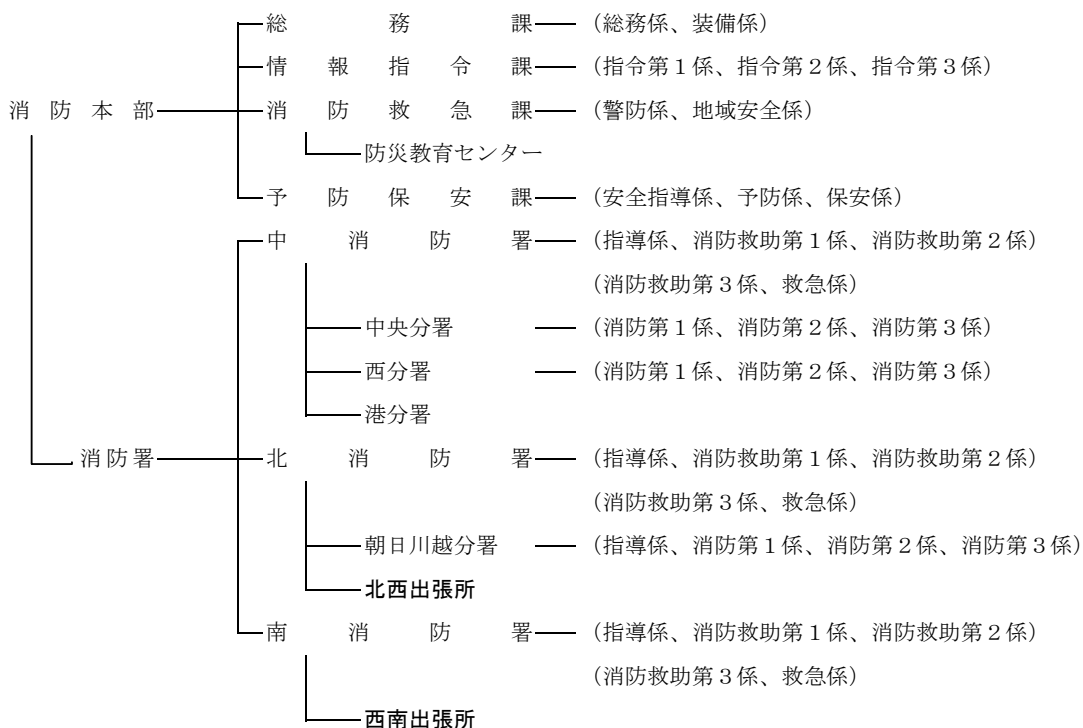 総務課 (総務係、装備係)
情報指令課 (指令第1係、指令第2係、指令第3係)
消防本部 消防救急課 (警防係、地域安全係)
防災教育センター
予防保安課 (安全指導係、予防係、保安係)
中消防署 (指導係、消防救助第1係、消防救助第2係)
(消防救助第3係、救急係)
中央分署 (消防第1係、消防第2係、消防第3係)
西分署 (消防第1係、消防第2係、消防第3係)
港分署
消防署 北消防署 (指導係、消防救助第1係、消防救助第2係)
(消防救助第3係、救急係)
朝日川越分署 (指導係、消防第1係、消防第2係、消防第3係)
北西出張所
南消防署 (指導係、消防救助第1係、消防救助第2係)
(消防救助第3係、救急係)
西南出張所